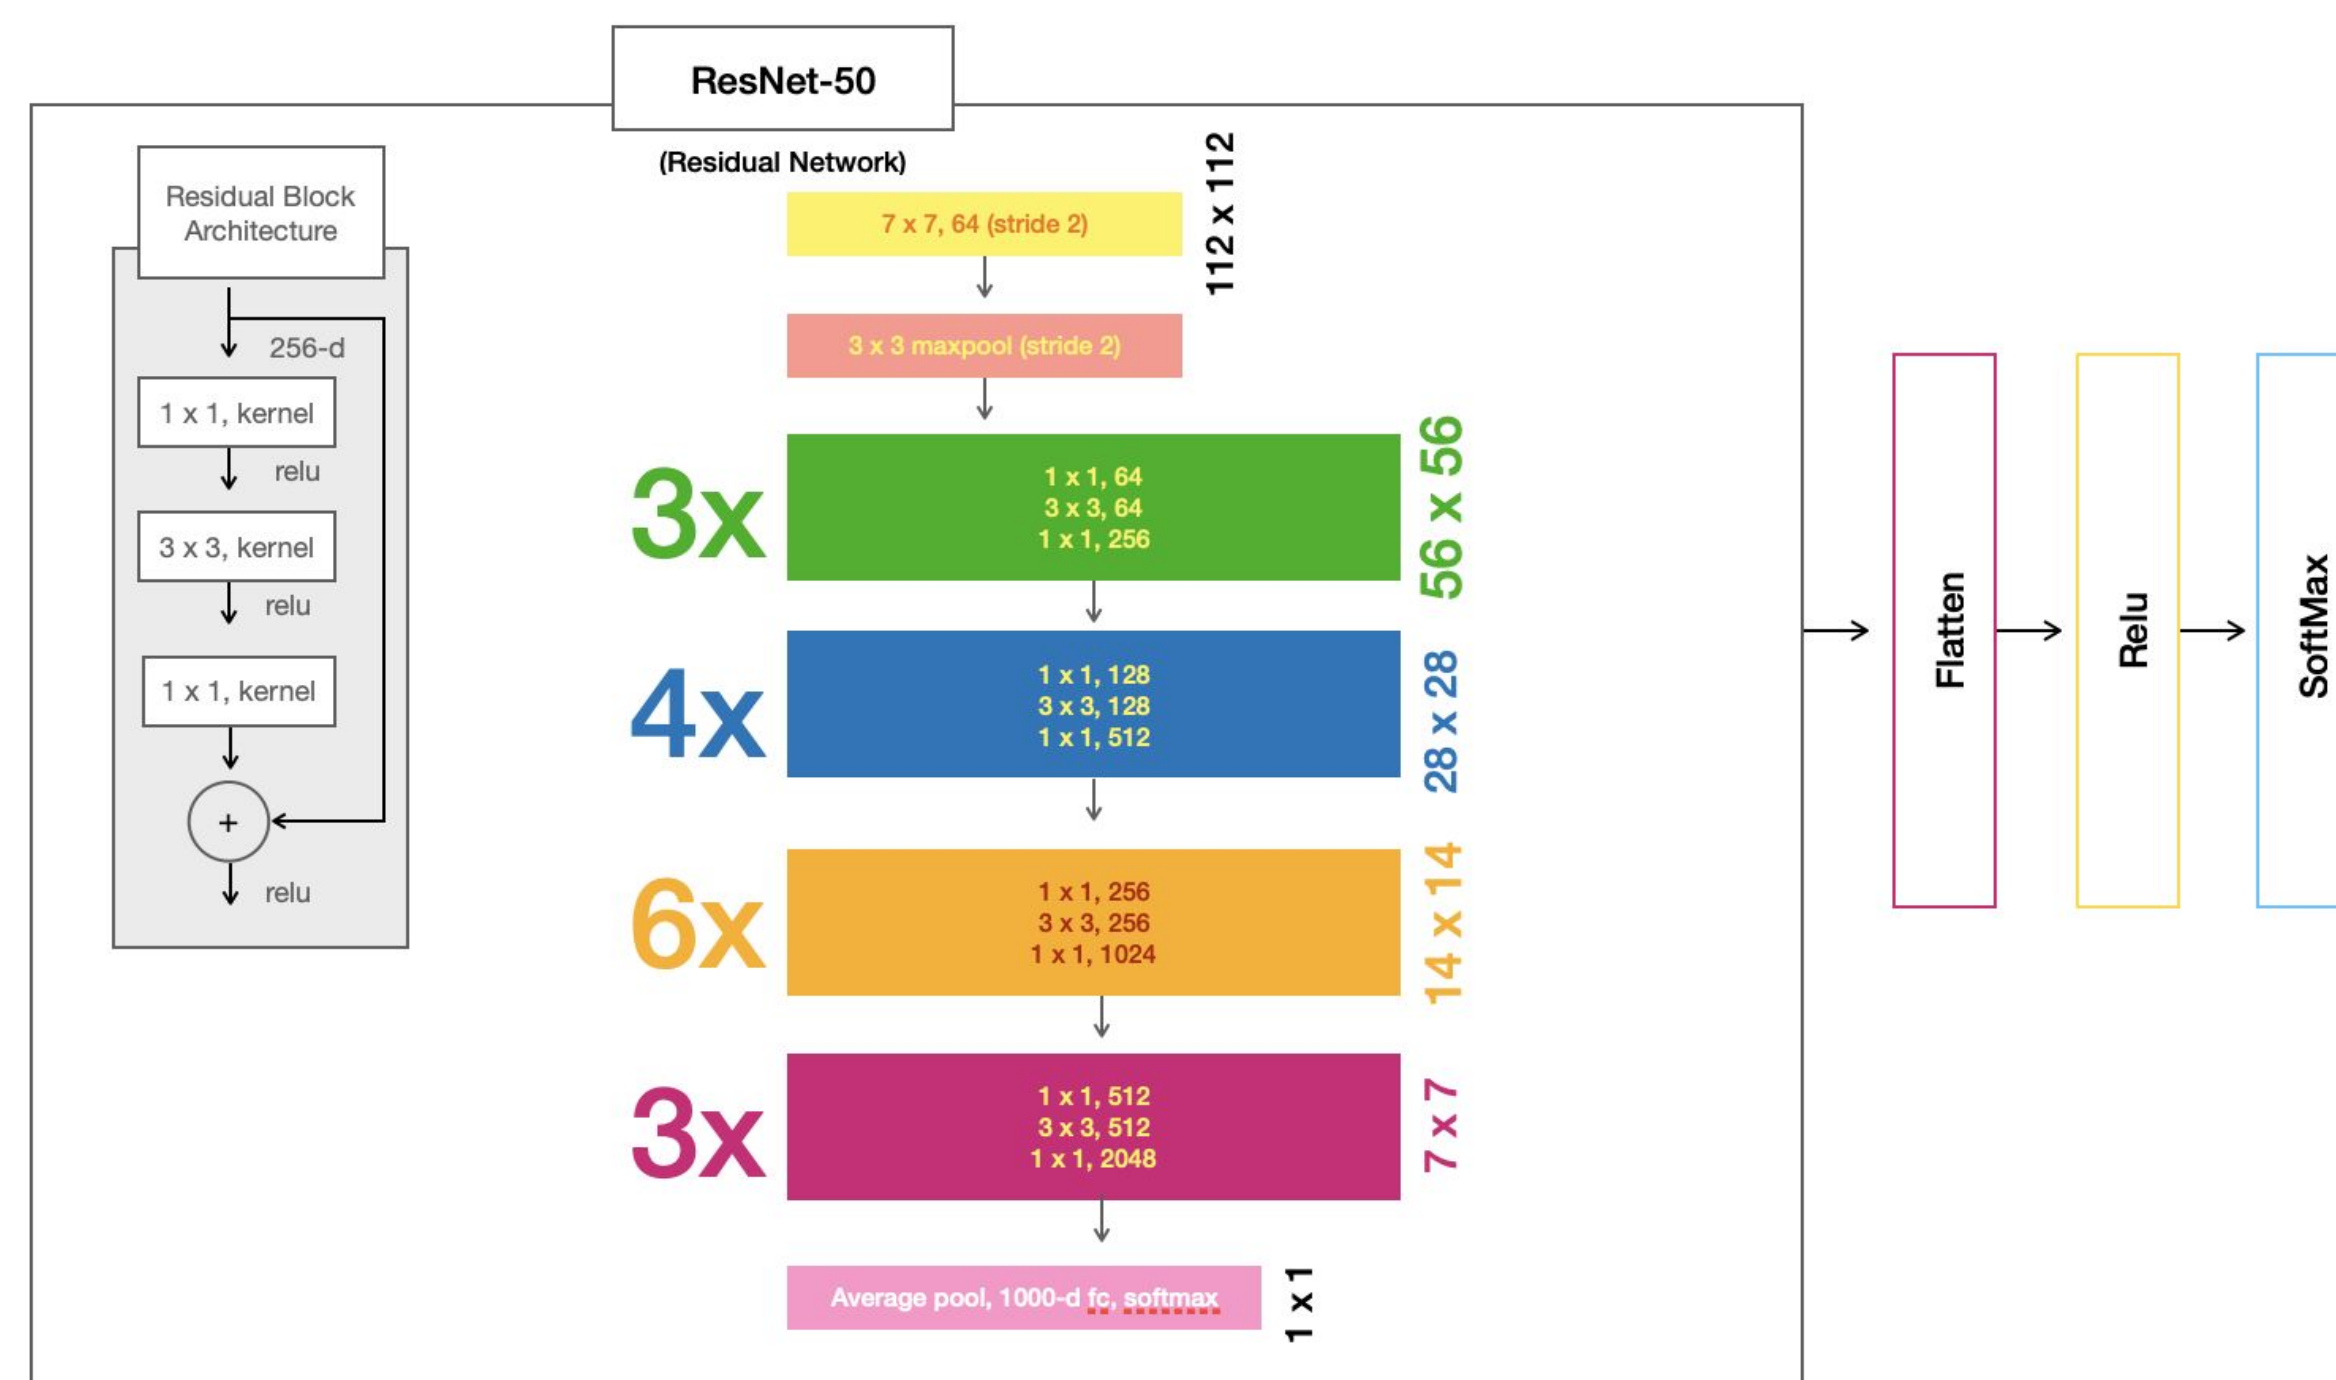 ResNet-50
(Residual Network)
Residual Block
Architecture
256-d
1 x 1, kernel
relu
3 x 3, kernel
relu
1 x 1, kernel
+
relu
7 x 7, 64 (stride 2)
112 x 112
3 x 3 maxpool (stride 2)
3x
1 x 1, 64
3 x 3, 64
1 x 1, 256
56 x 56
4x
1 x 1, 128
3 x 3, 128
1 x 1, 512
28 x 28
6x
1 x 1, 256
3 x 3, 256
1 x 1, 1024
14 x 14
3x
1 x 1, 512
3 x 3, 512
1 x 1, 2048
7 x 7
Average pool, 1000-d fc, softmax
1 x 1
Flatten
Relu
SoftMax